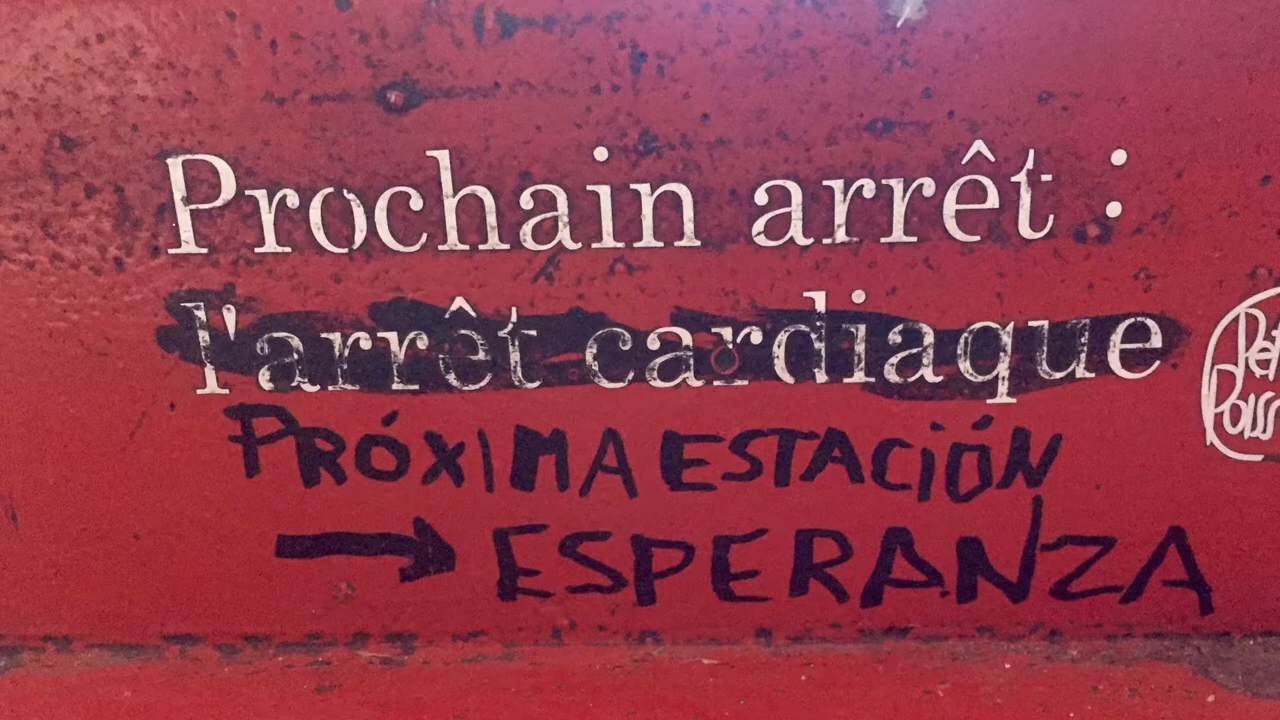 Prochain arrêt :
l'arrêt cardiaque
PRÓXIMA ESTACIÓN
→ ESPERANZA